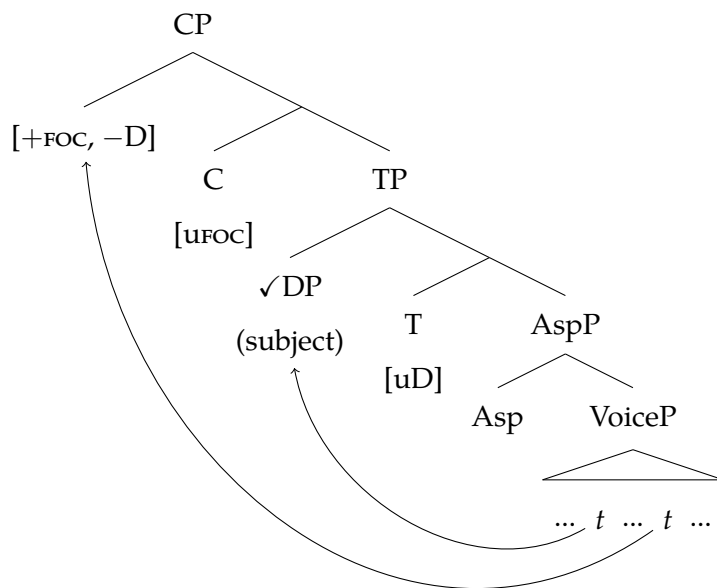 CP
[+FOC, −D]
C
TP
[uFOC]
✓DP
T
AspP
(subject)
[uD]
Asp
VoiceP
... t ... t ...